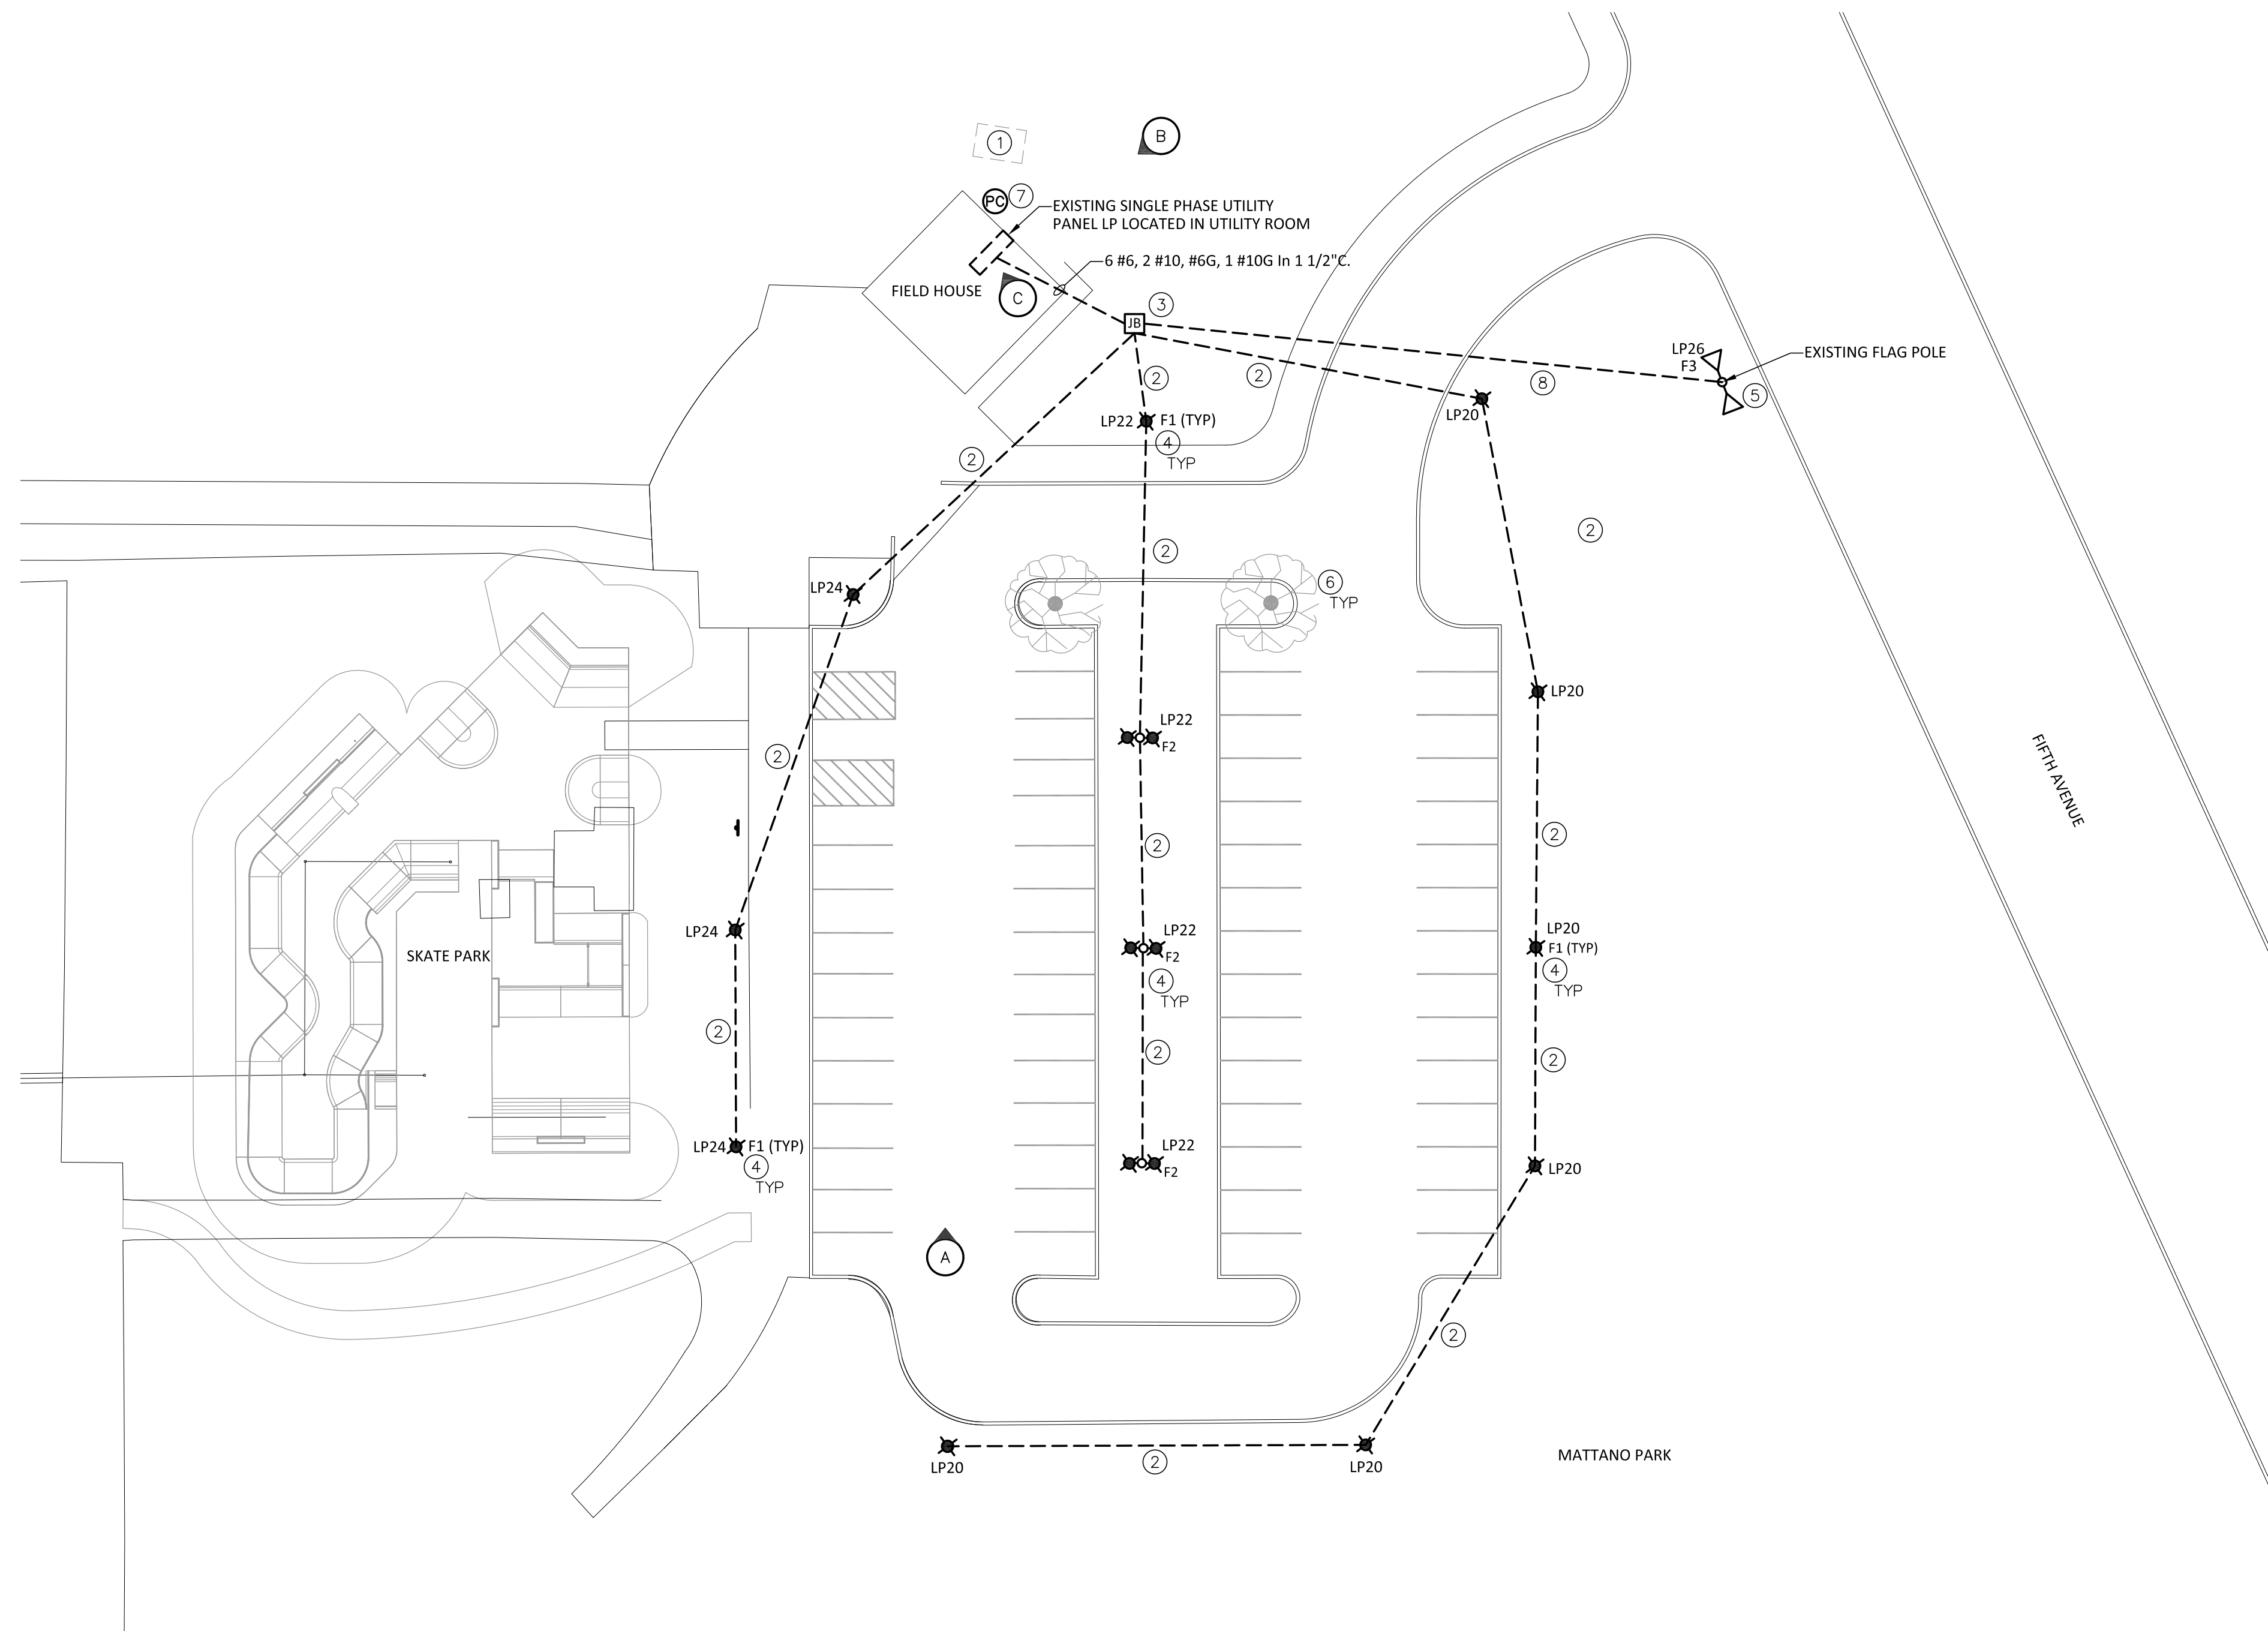 1
B
PC
7
EXISTING SINGLE PHASE UTILITY
PANEL LP LOCATED IN UTILITY ROOM
6 #6, 2 #10, #6G, 1 #10G In 1 1/2"C.
FIELD HOUSE
C
3
JB
LP26
F3
EXISTING FLAG POLE
2
2
8
5
LP20
LP22
F1 (TYP)
4
TYP
2
2
2
6
TYP
LP24
LP20
LP22
F2
2
FIFTH AVENUE
2
2
LP24
LP22
F2
LP20
F1 (TYP)
SKATE PARK
4
TYP
4
TYP
2
2
2
LP24
F1 (TYP)
4
TYP
LP22
F2
LP20
A
2
LP20
2
LP20
MATTANO PARK